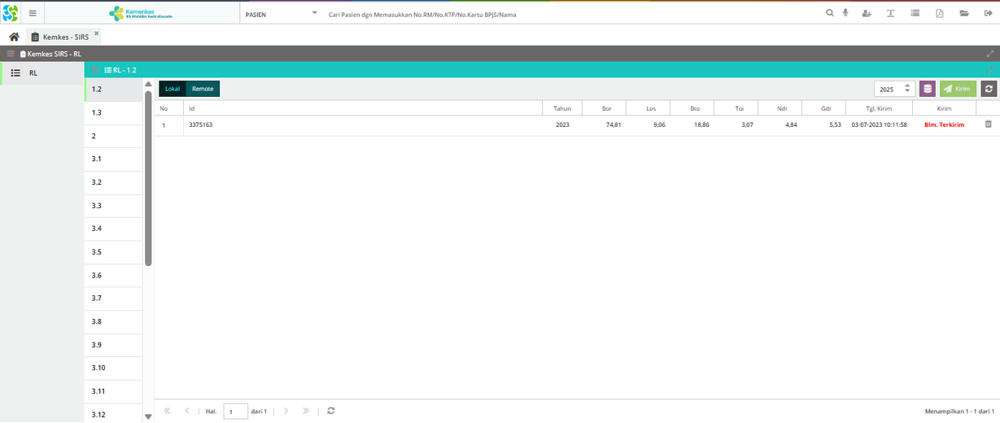 Kemenkes
RS Wahidin Sudirohusodo
PASIEN
Cari Pasien dgn Memasukkan No.RM/No.KTP/No.Kartu BPJS/Nama
Kemkes - SIRS
Kemkes SIRS - RL
RL
RL - 1.2
1.2
1.3
2
3.1
3.2
3.3
3.4
3.5
3.6
3.7
3.8
3.9
3.10
3.11
3.12
Lokal Remote
2025
Kirim
No Id Tahun Bor Los Bto Toi Ndr Gdr Tgl. Kirim Kirim
1 3375163 2023 74,81 9,06 18,86 3,07 4,84 5,53 03-07-2023 10:11:58 Blm. Terkirim
Hal. 1 dari 1
Menampilkan 1 - 1 dari 1